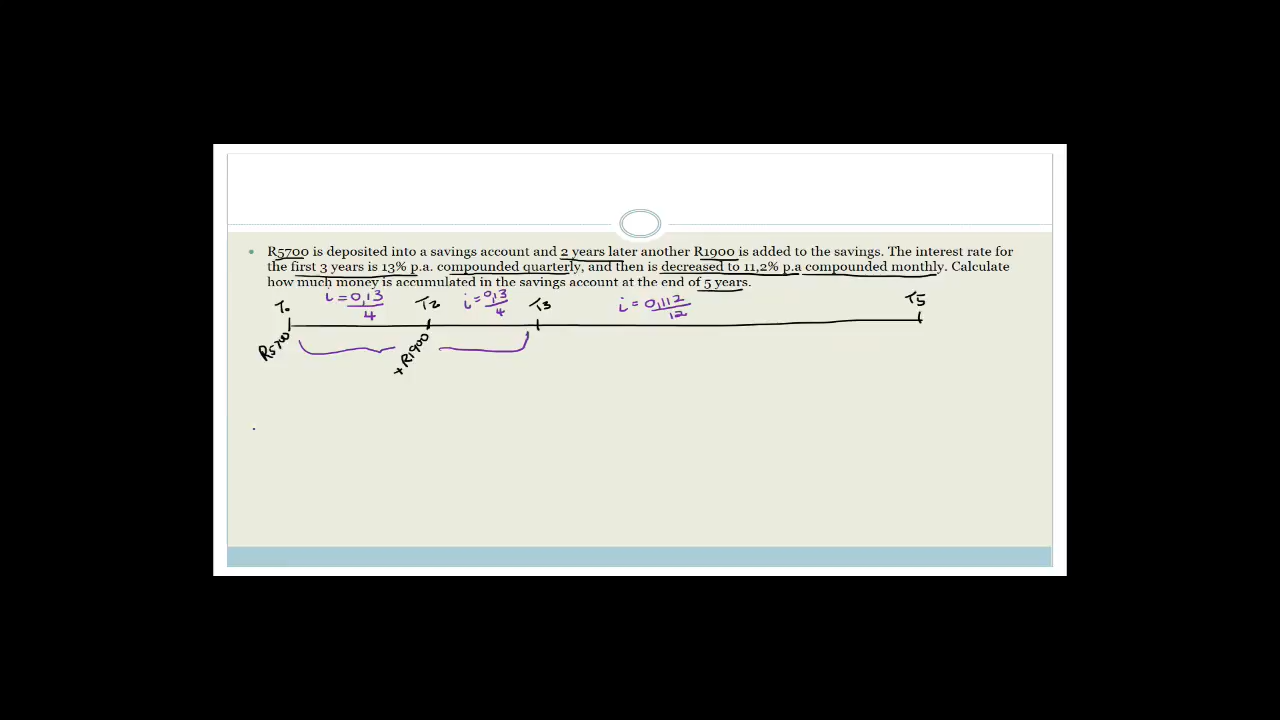 R5700 is deposited into a savings account and 2 years later another R1900 is added to the savings. The interest rate for
the first 3 years is 13% p.a. compounded quarterly, and then is decreased to 11,2% p.a compounded monthly. Calculate
how much money is accumulated in the savings account at the end of 5 years.
T₀ i = 0,13/4 T₂ i = 0,13/4 T₃ i = 0,112/12 T₅
R5700 +R1900